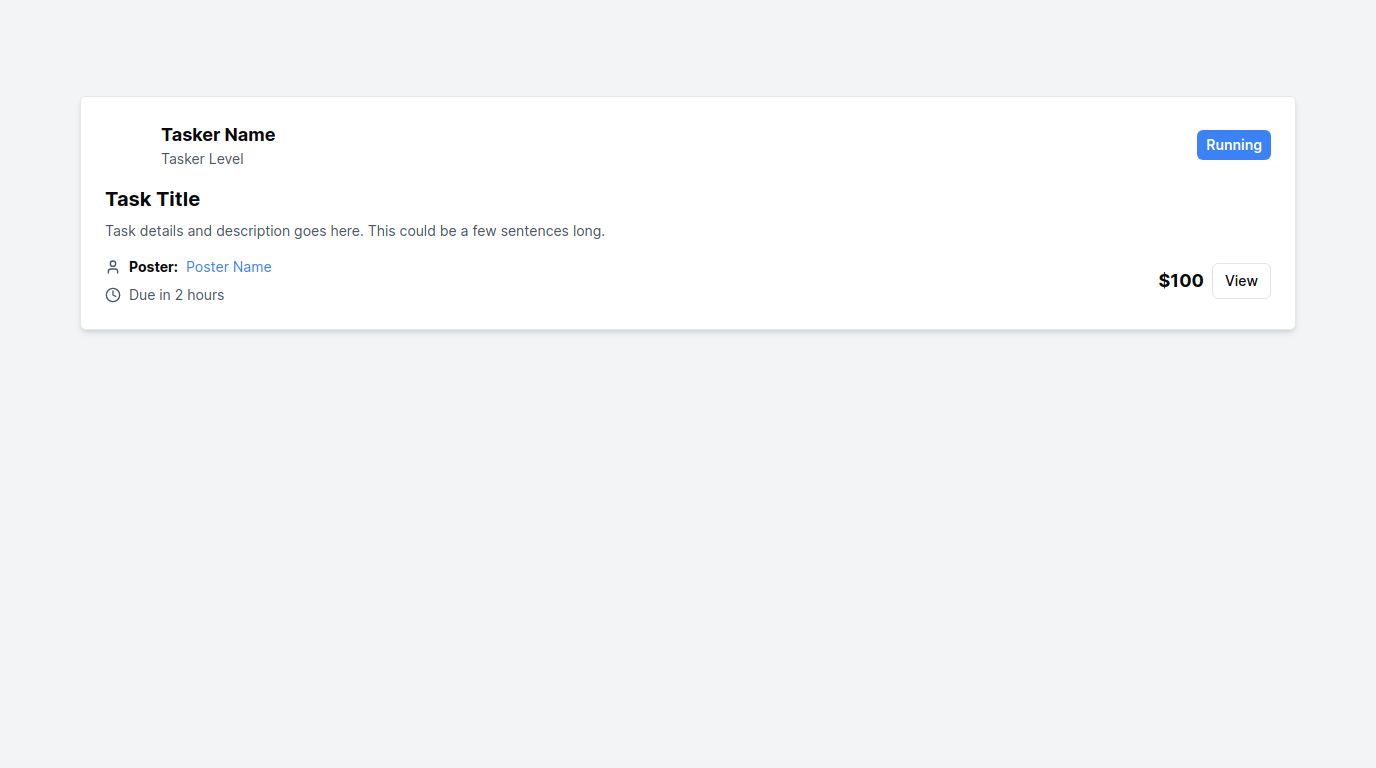 Tasker Name
Tasker Level
Running
Task Title
Task details and description goes here. This could be a few sentences long.
Poster: Poster Name
Due in 2 hours
$100
View